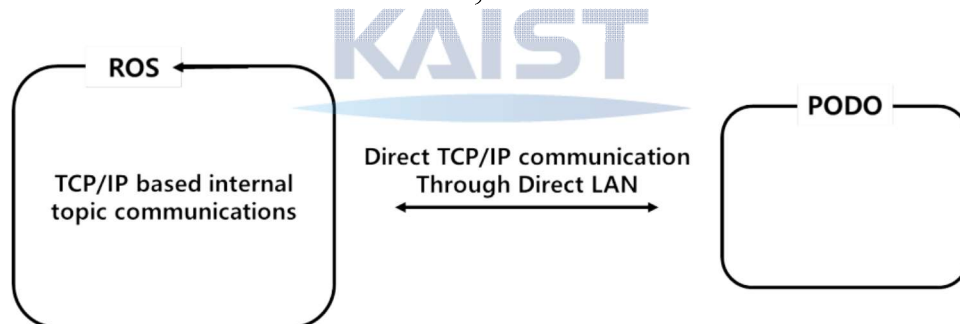 KAIST
ROS
PODO
Direct TCP/IP communication
Through Direct LAN
TCP/IP based internal
topic communications